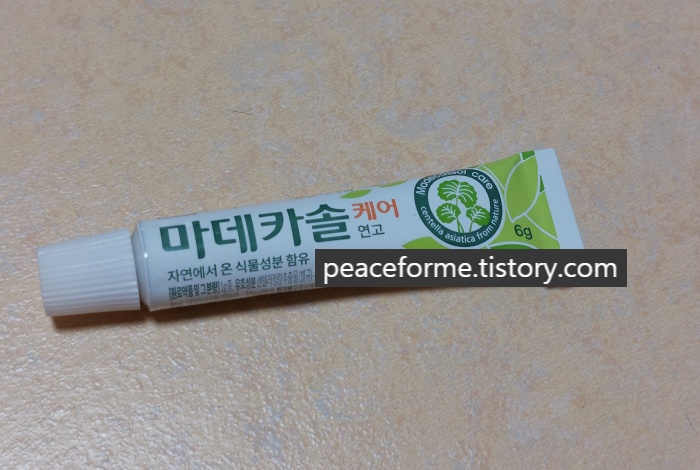 마데카솔 케어 연고
자연에서 온 식물성분 함유
Madecassol care
centella asiatica from nature
6g
peaceforme.tistory.com